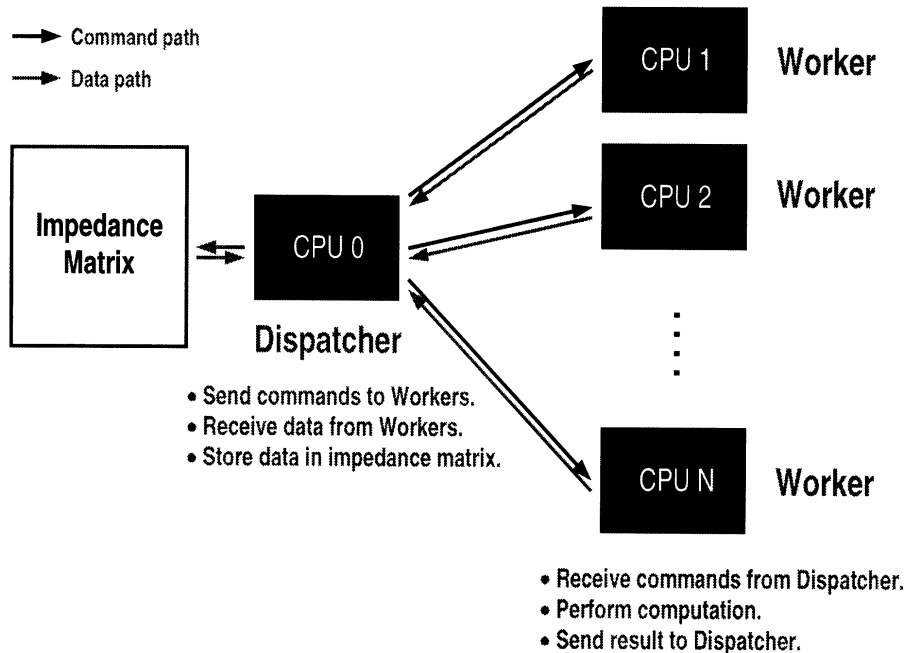 Command path
Data path
CPU 1
Worker
CPU 2
Worker
Impedance
Matrix
CPU 0
Dispatcher
• Send commands to Workers.
• Receive data from Workers.
• Store data in impedance matrix.
CPU N
Worker
• Receive commands from Dispatcher.
• Perform computation.
• Send result to Dispatcher.